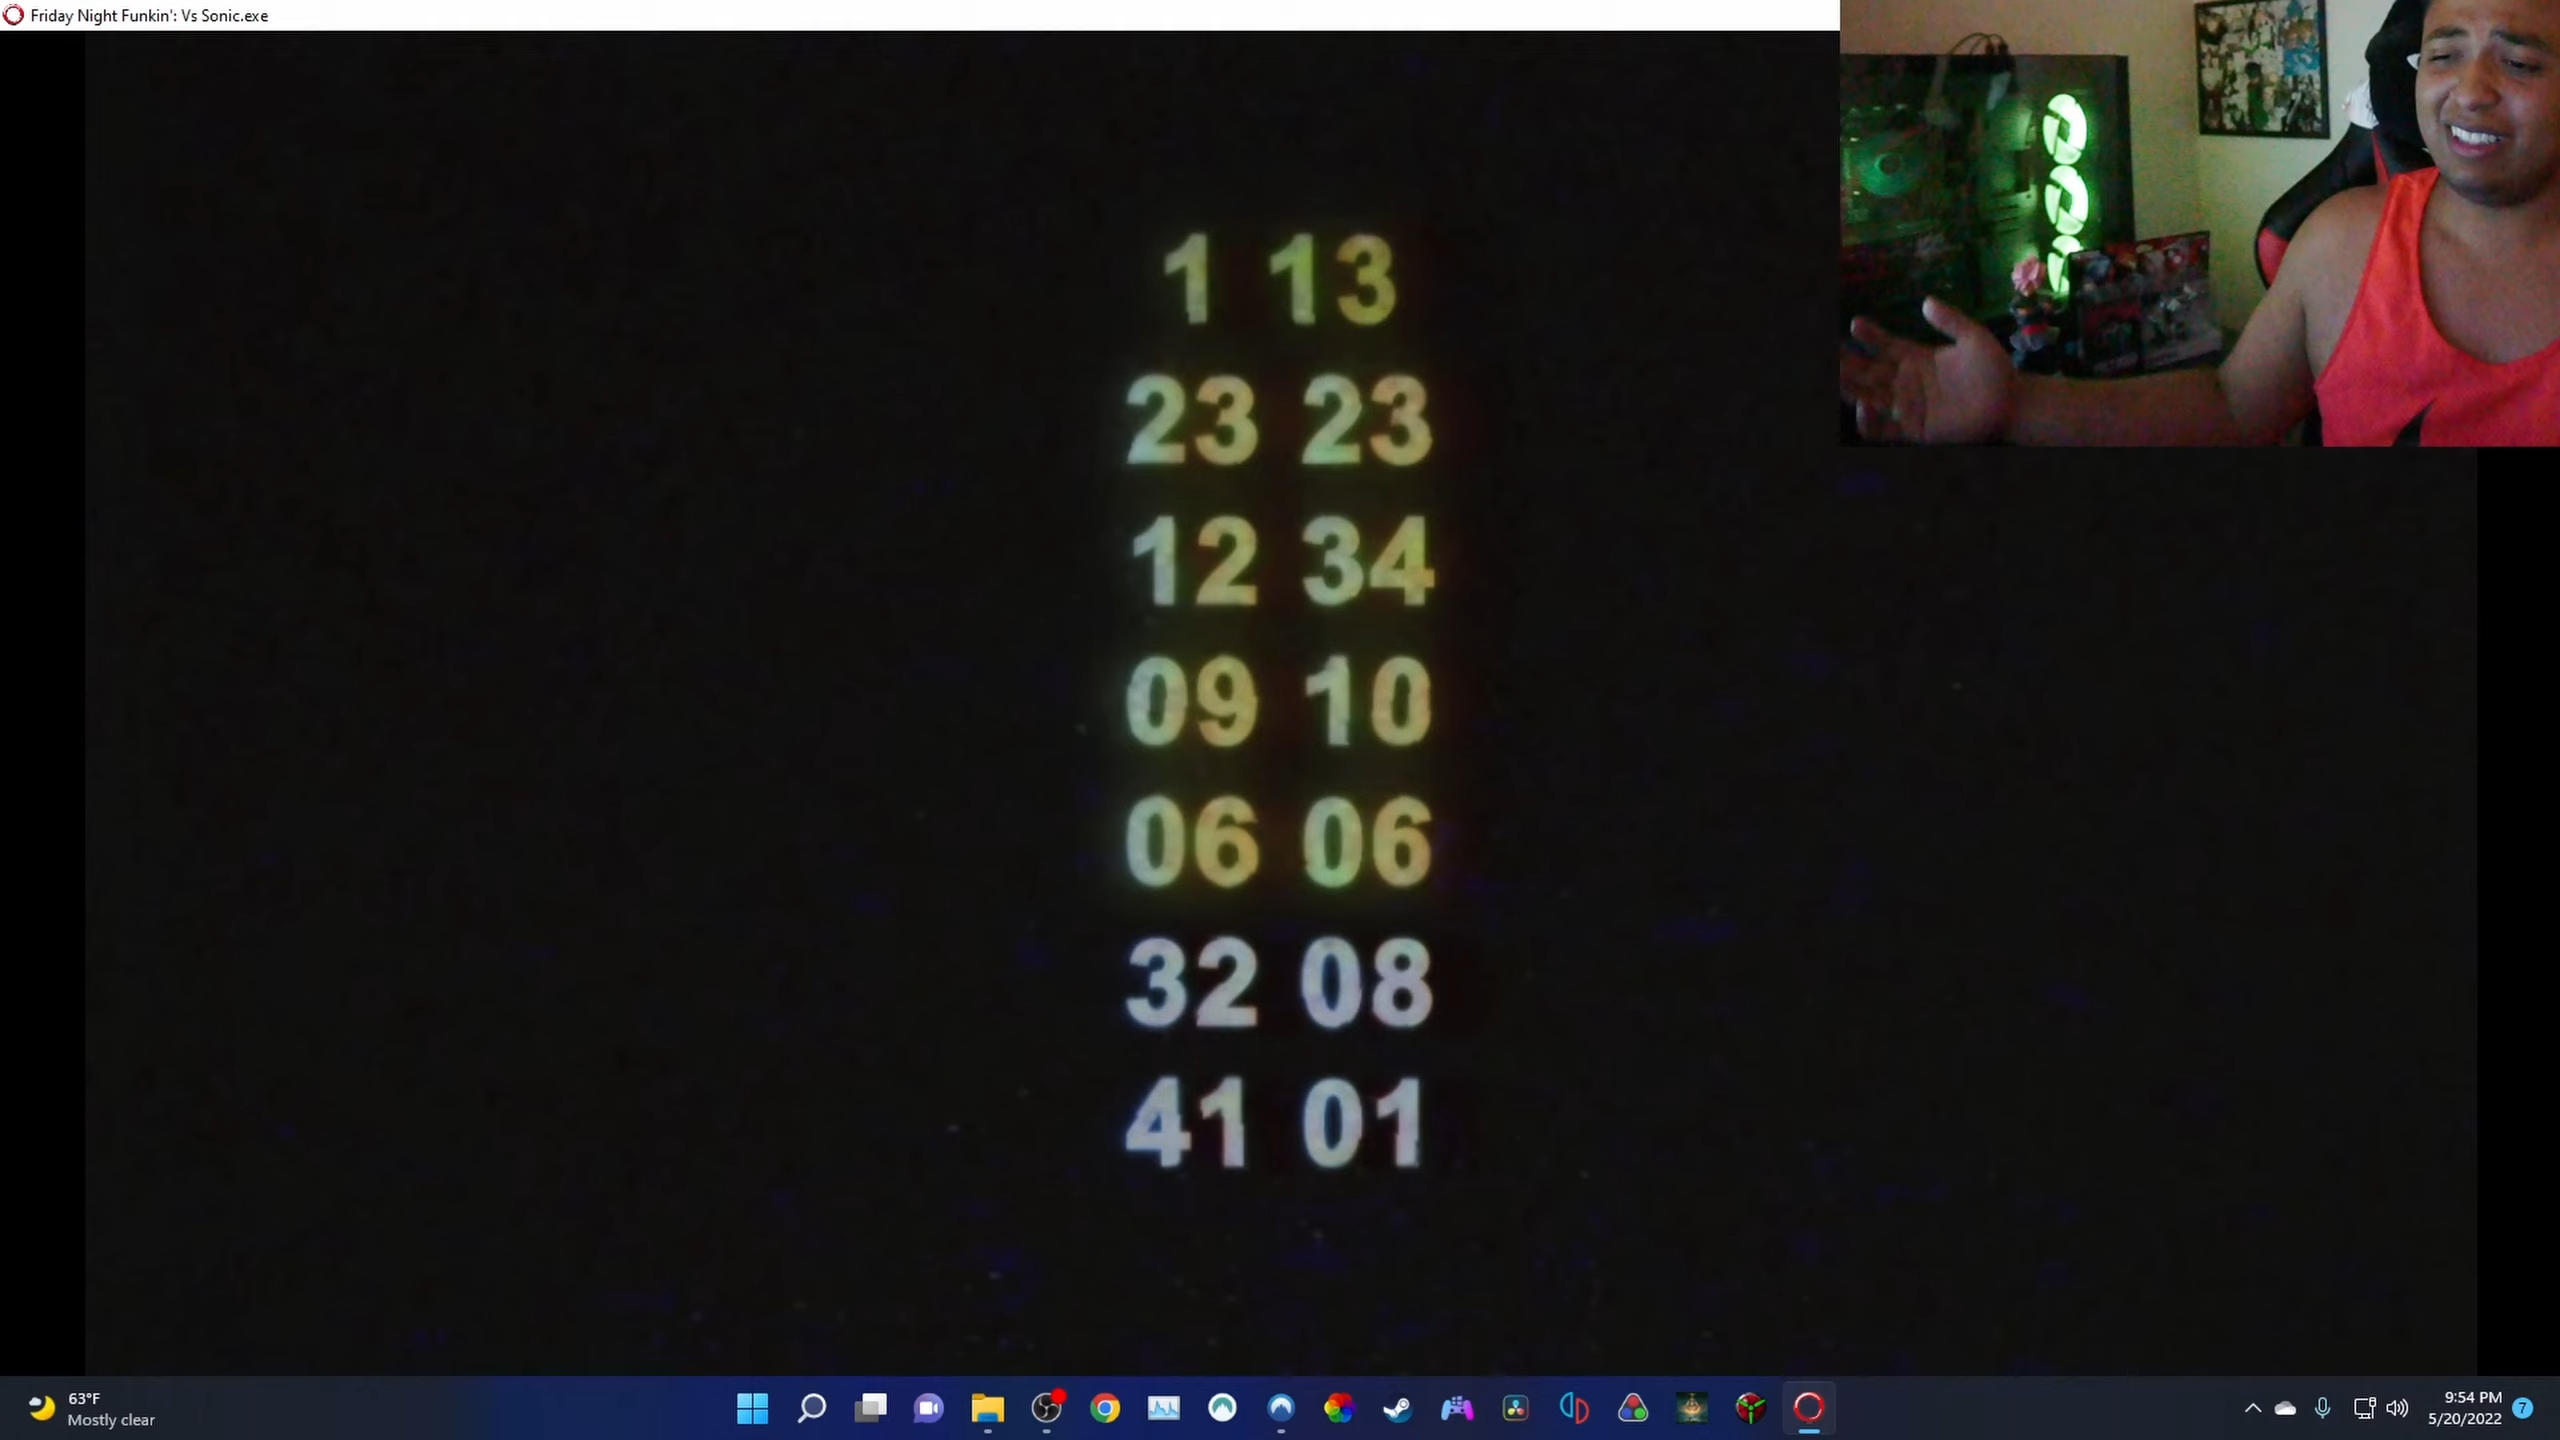 Friday Night Funkin': Vs Sonic.exe
1 13
23 23
12 34
09 10
06 06
32 08
41 01
63°F
Mostly clear
9:54 PM
5/20/2022
7